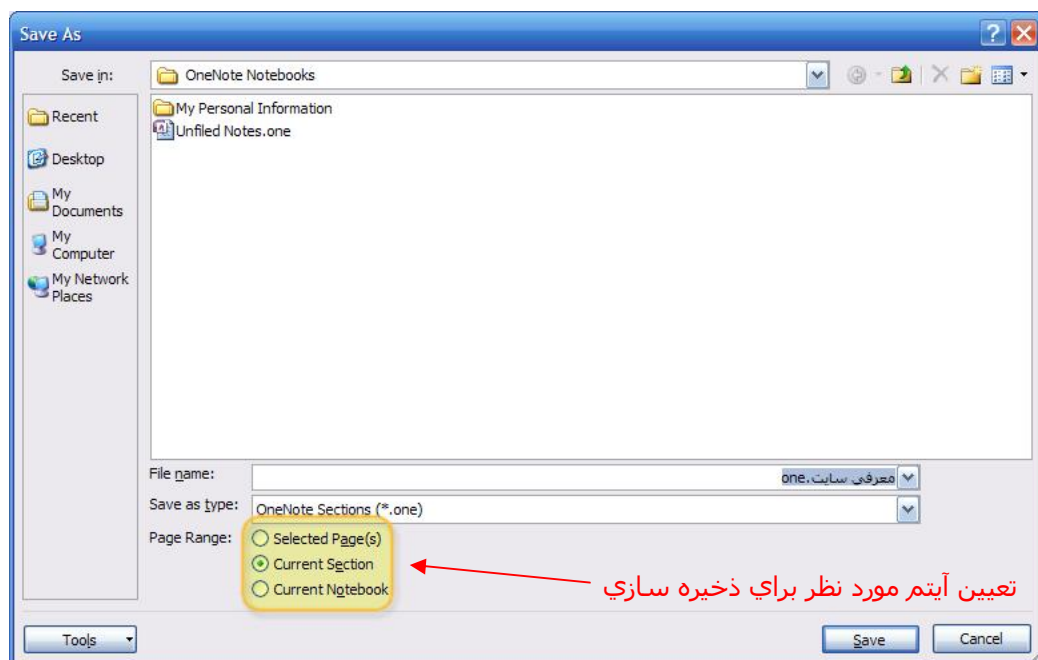 Save As
Save in:
OneNote Notebooks
Recent
Desktop
My
Documents
My
Computer
My Network
Places
My Personal Information
Unfiled Notes.one
File name:
معرفی سایت.one
Save as type:
OneNote Sections (*.one)
Page Range:
Selected Page(s)
Current Section
Current Notebook
تعيين آيتم مورد نظر براي ذخيره سازي
Tools
Save
Cancel